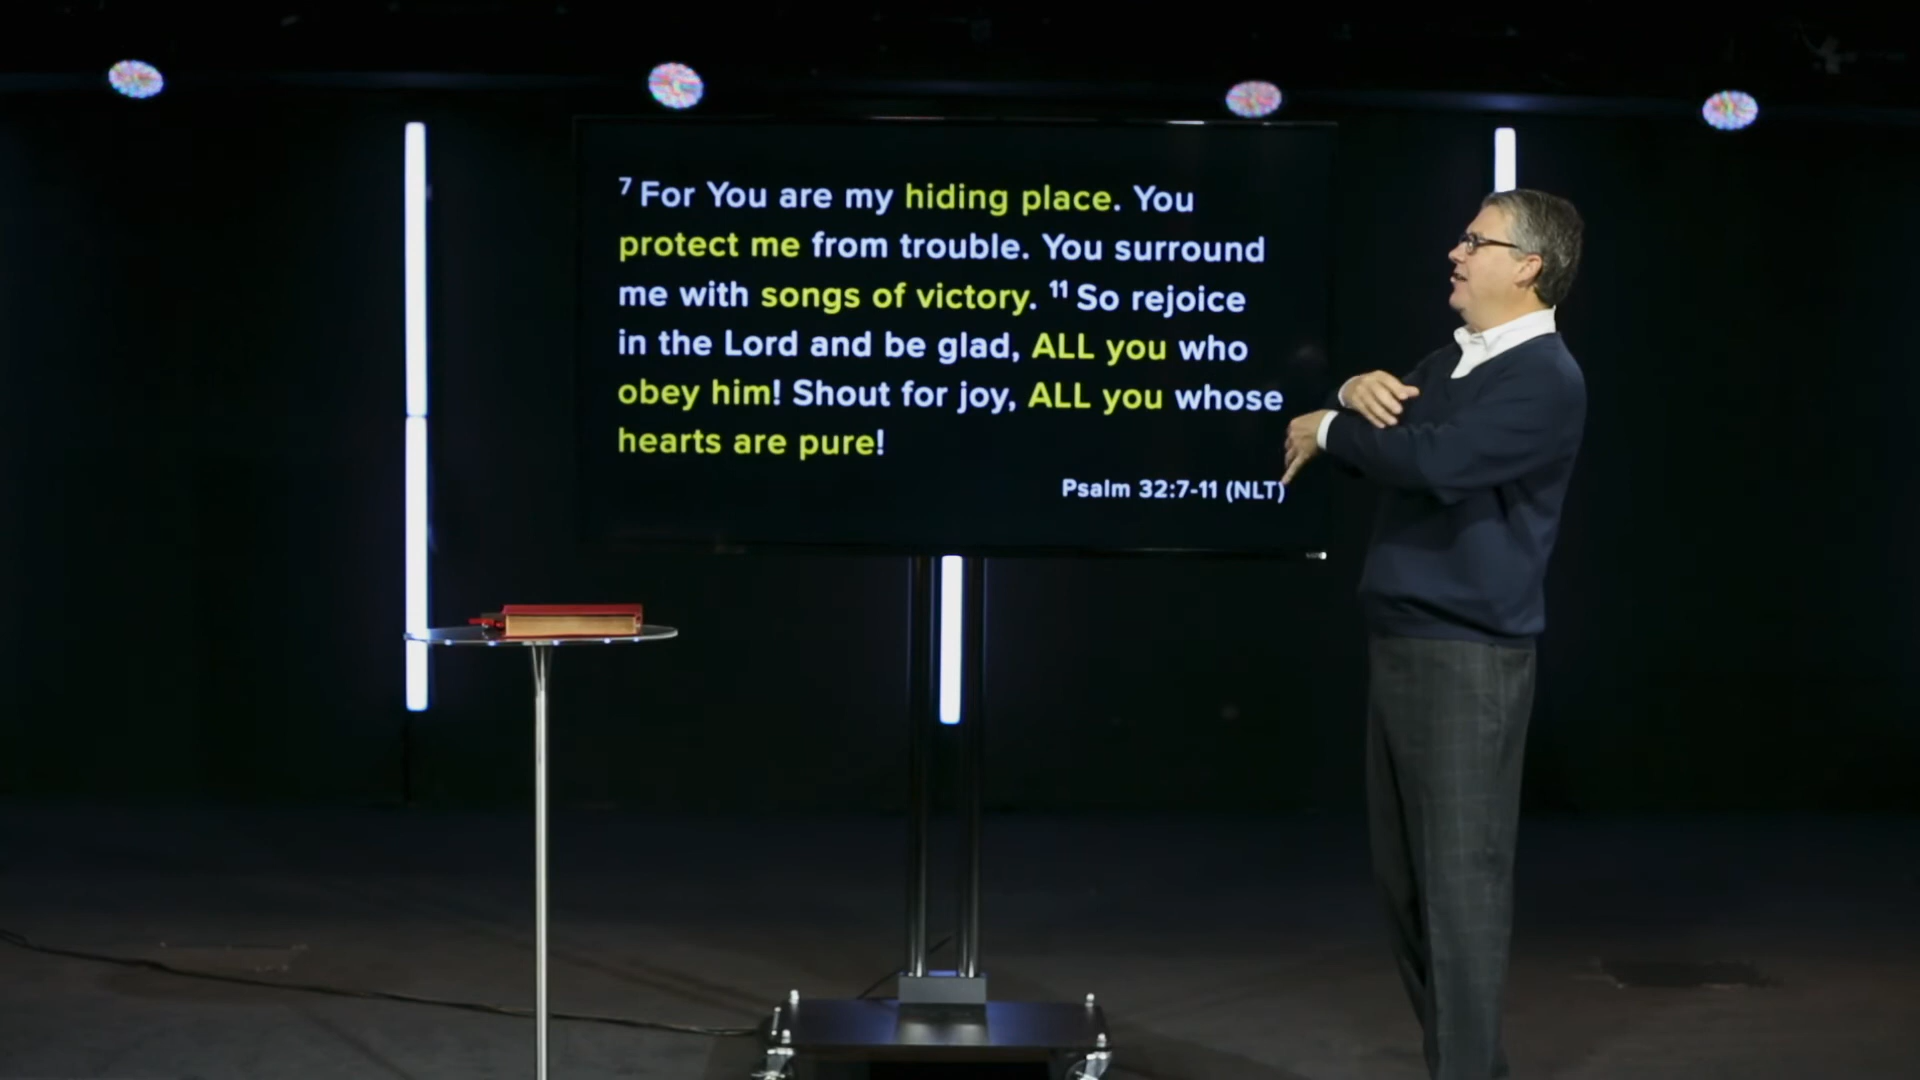 7 For You are my hiding place. You
protect me from trouble. You surround
me with songs of victory. 11 So rejoice
in the Lord and be glad, ALL you who
obey him! Shout for joy, ALL you whose
hearts are pure!
Psalm 32:7-11 (NLT)